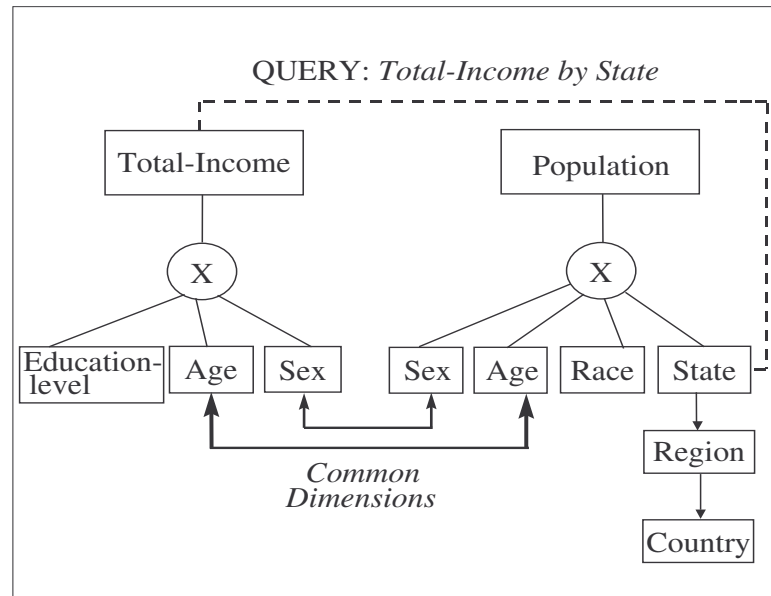 QUERY: Total-Income by State
Total-Income
Population
X
X
Education-
level
Age
Sex
Sex
Age
Race
State
Common
Dimensions
Region
Country